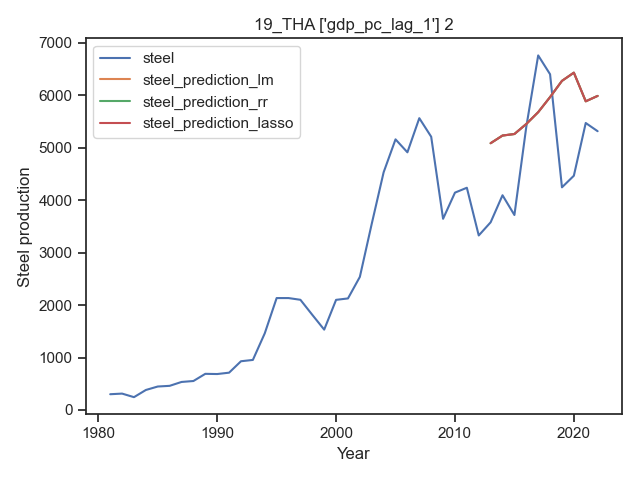 19_THA ['gdp_pc_lag_1'] 2
7000
6000
5000
4000
3000
2000
1000
0
Steel production
steel
steel_prediction_lm
steel_prediction_rr
steel_prediction_lasso
1980
1990
2000
2010
2020
Year